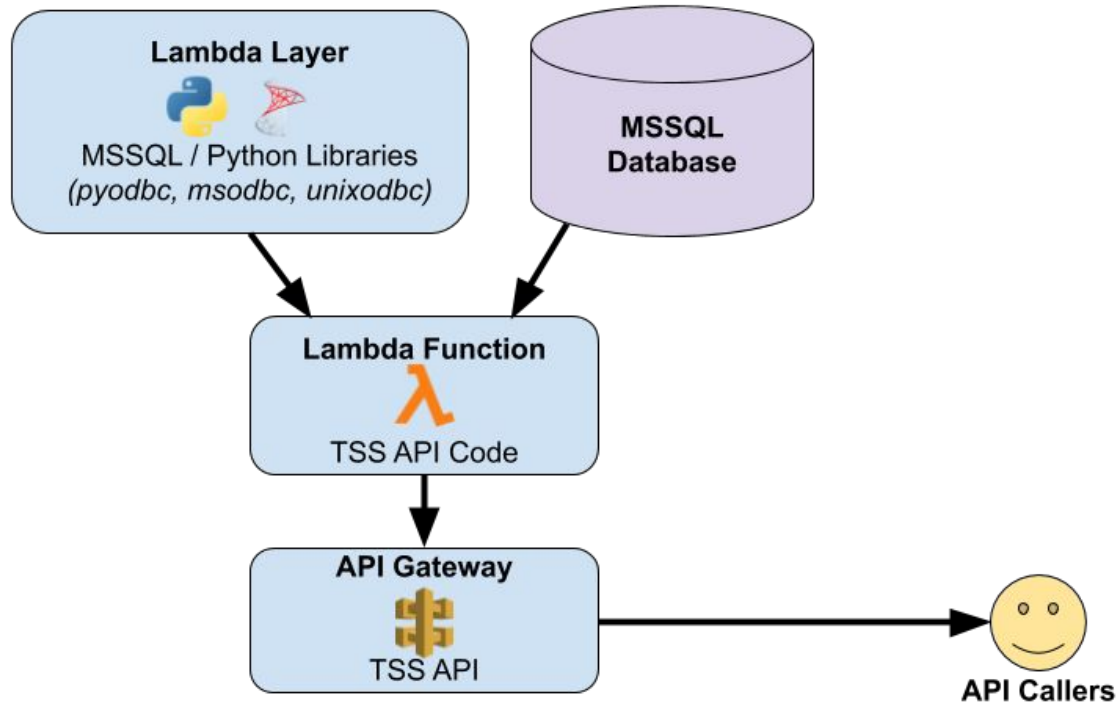 Lambda Layer
MSSQL / Python Libraries
(pyodbc, msodbc, unixodbc)
MSSQL
Database
Lambda Function
λ
TSS API Code
API Gateway
TSS API
API Callers